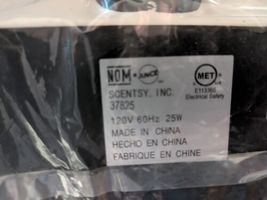 NOM ANCE MET
E113360
Electrical Safety
SCENTSY, INC.
37825
120V 60Hz 25W
MADE IN CHINA
HECHO EN CHINA
FABRIQUE EN CHINE